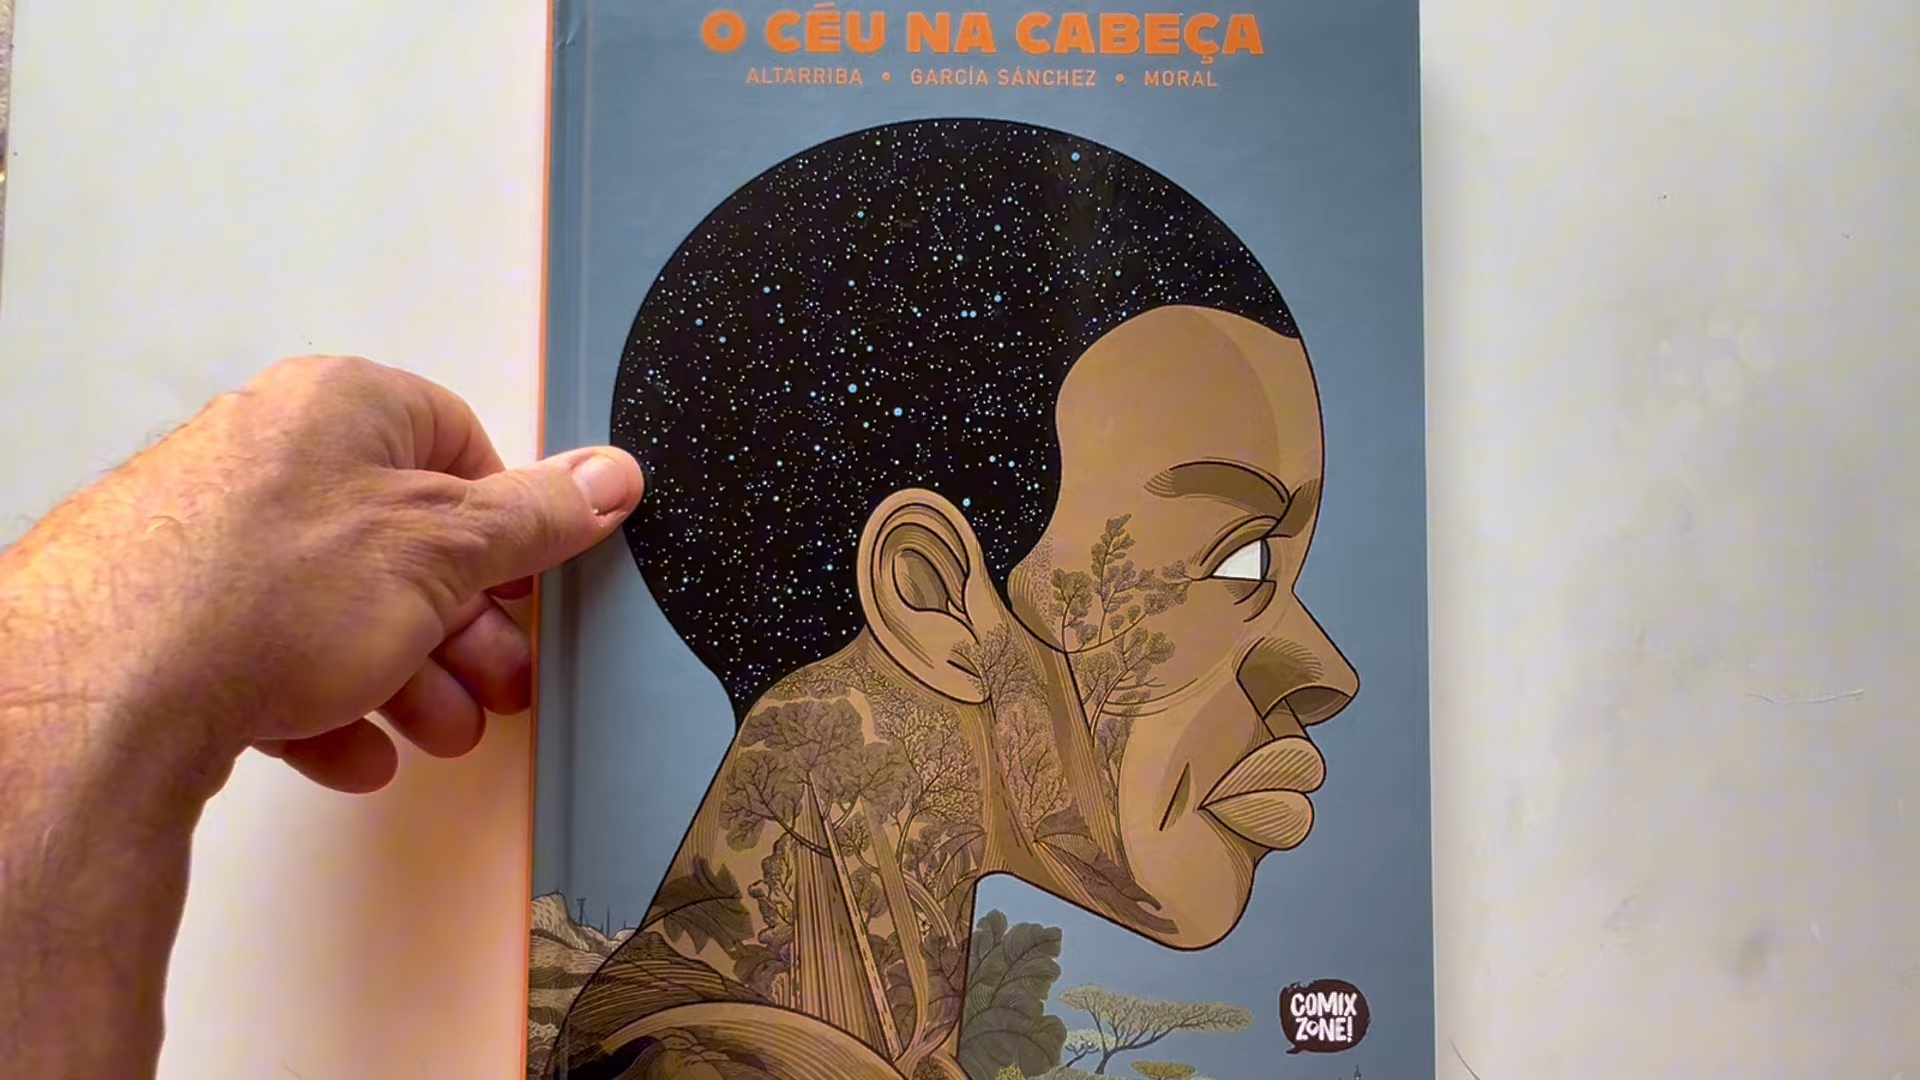 O CÉU NA CABEÇA
ALTARRIBA • GARCÍA SÁNCHEZ • MORAL
COMIX
ZONE!